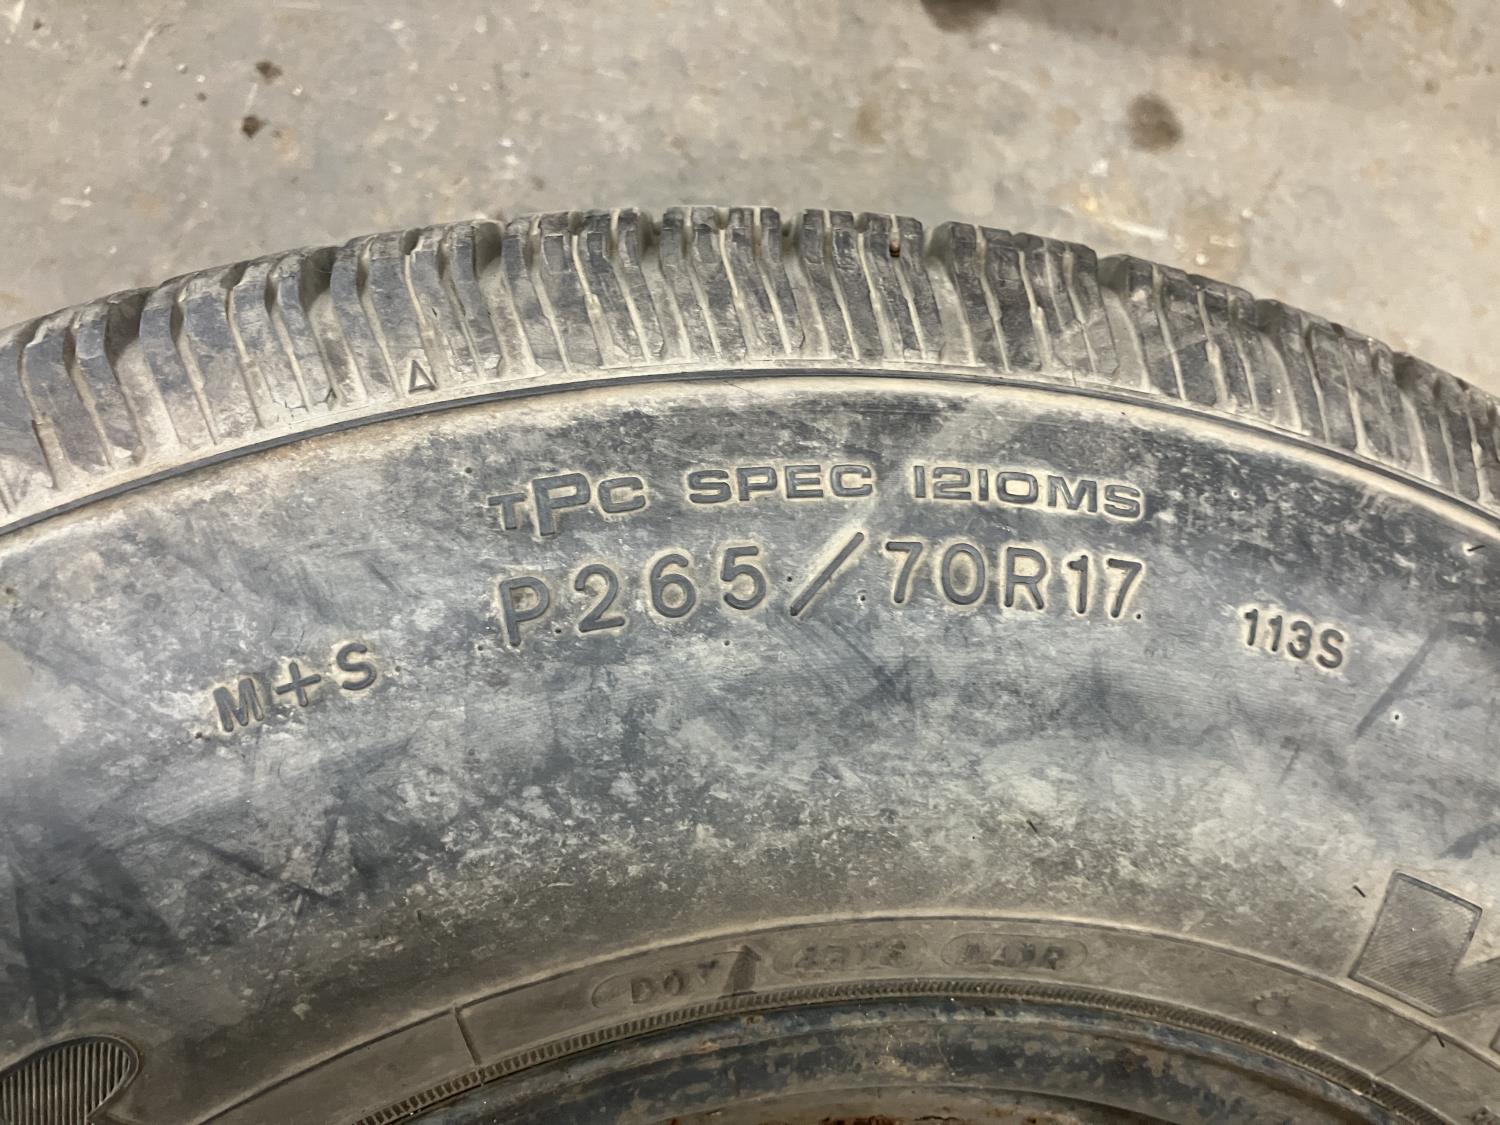 TPC SPEC 1210MS
P265/70R17
113S
M+S
DOT